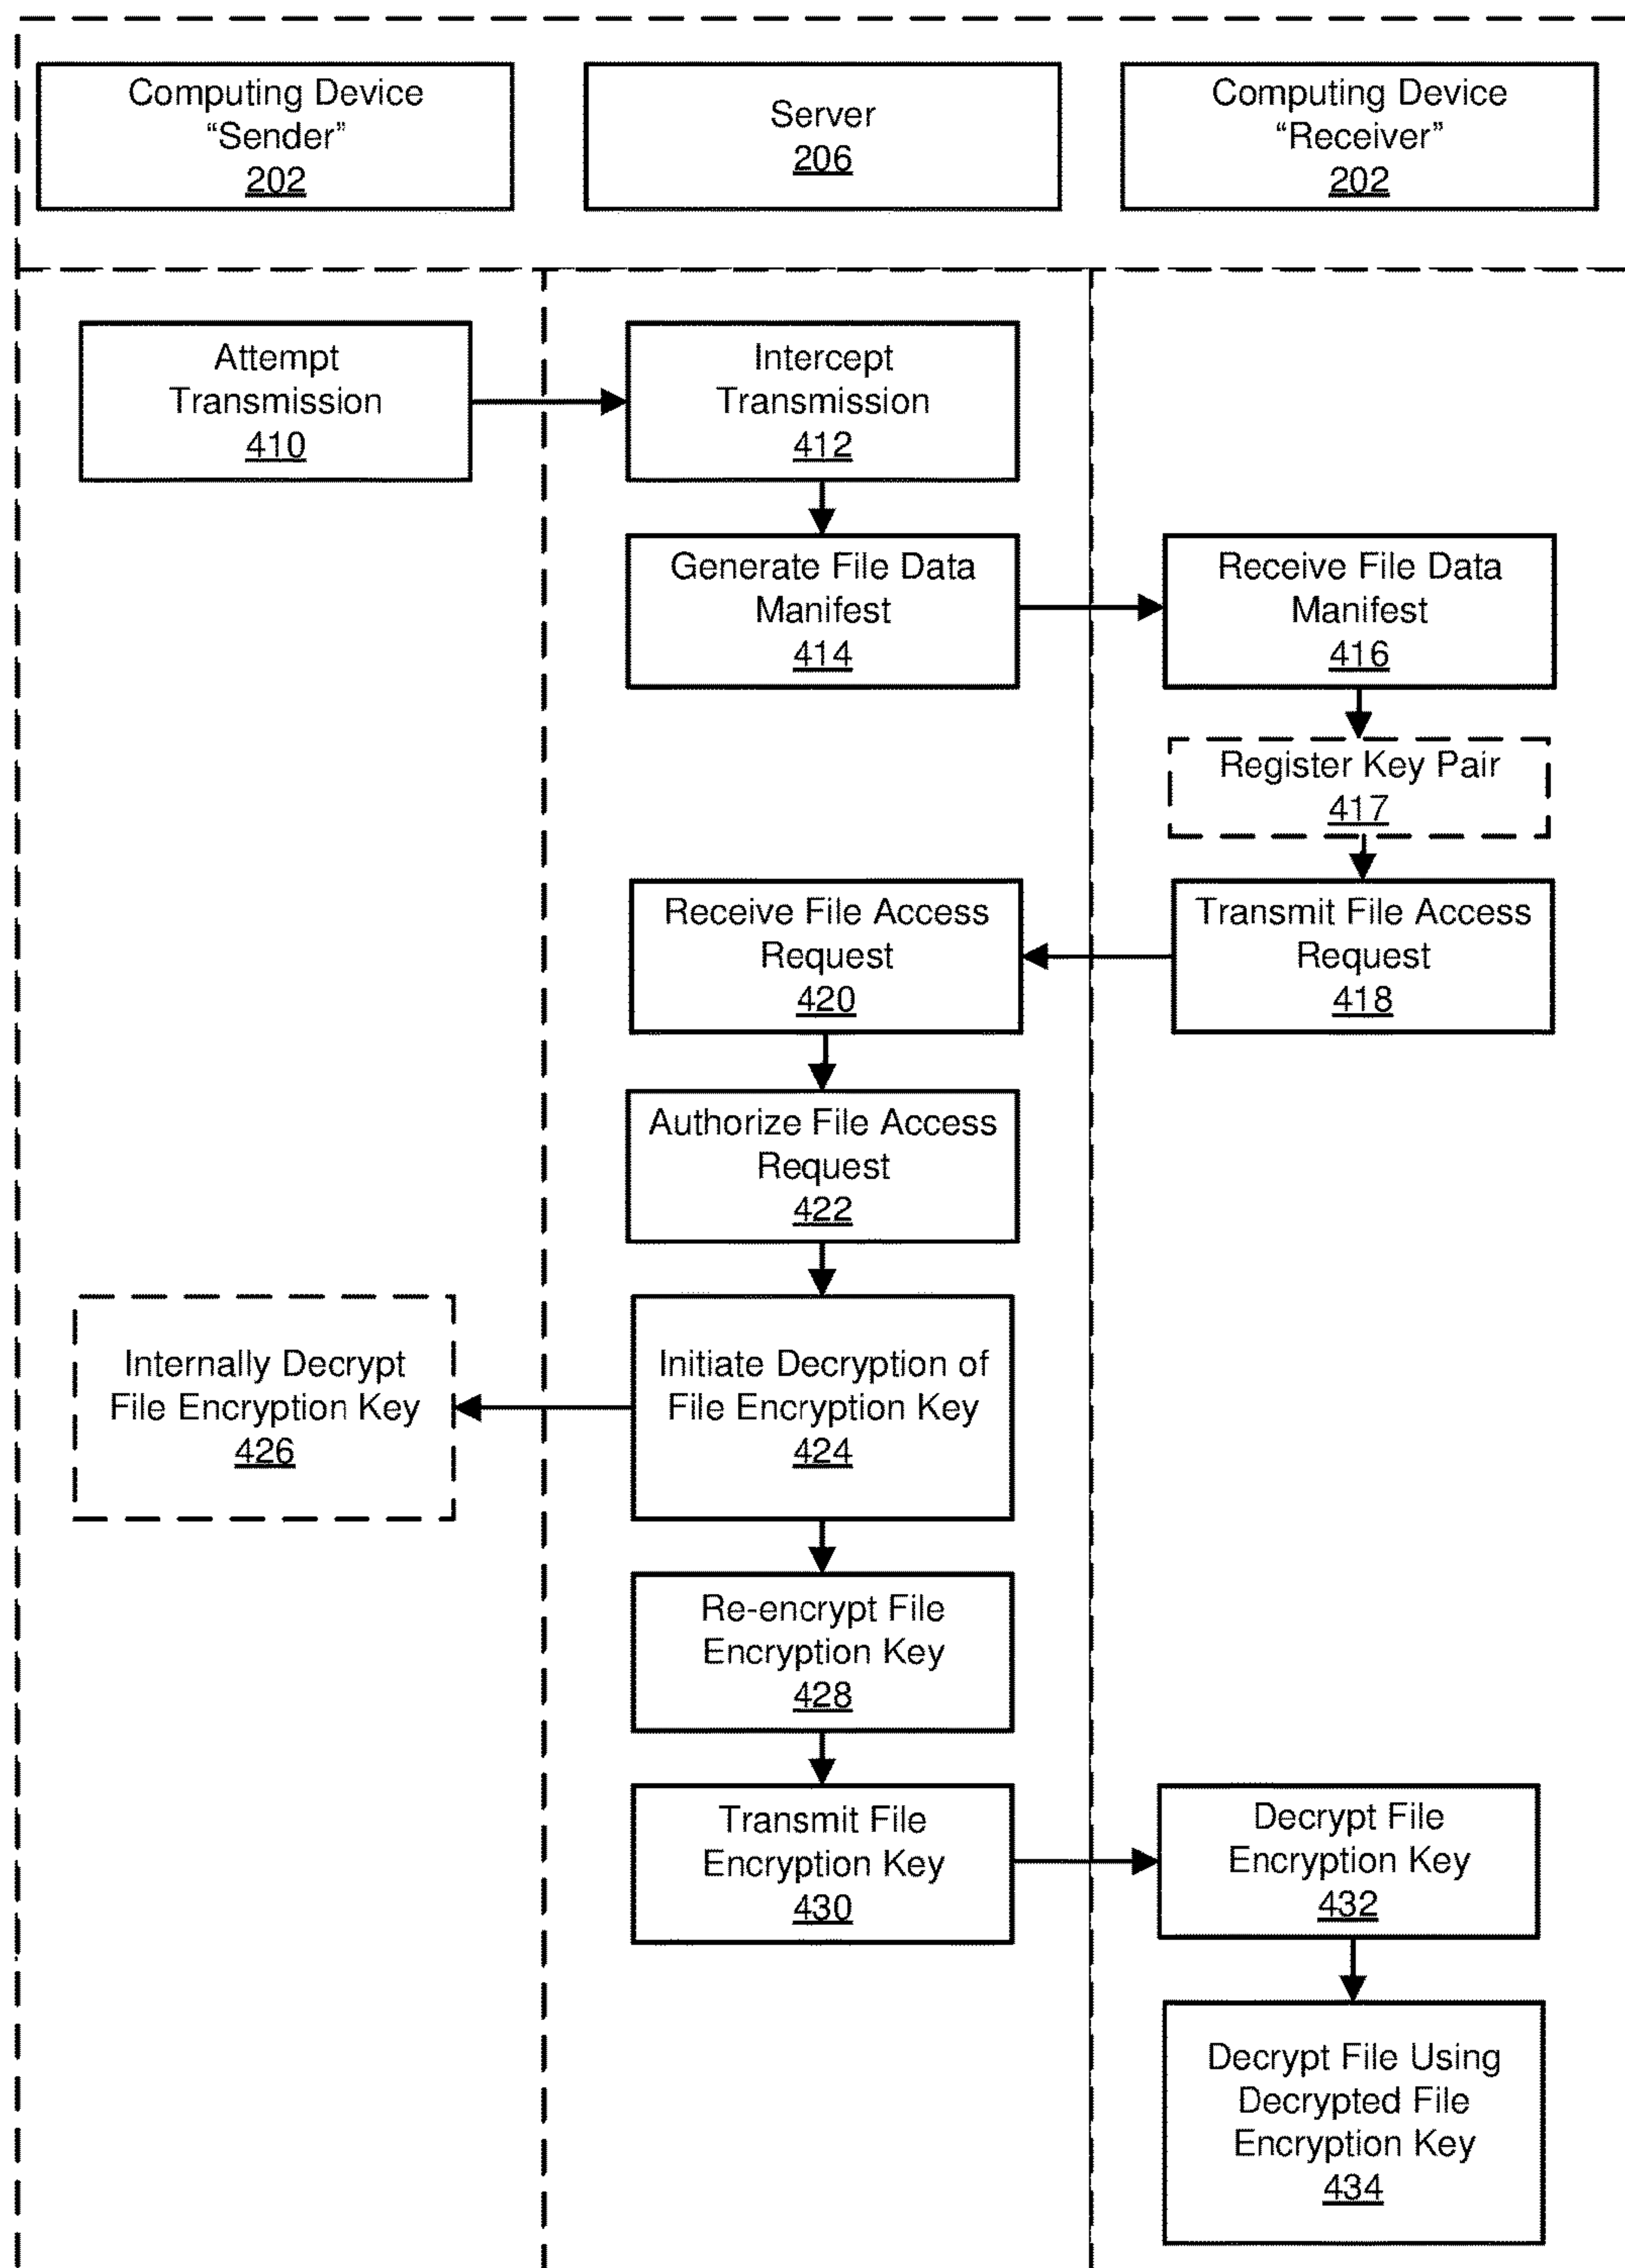 Computing Device
“Sender”
202
Server
206
Computing Device
“Receiver”
202
Attempt
Transmission
410
Intercept
Transmission
412
Generate File Data
Manifest
414
Receive File Data
Manifest
416
Register Key Pair
417
Transmit File Access
Request
418
Receive File Access
Request
420
Authorize File Access
Request
422
Initiate Decryption of
File Encryption Key
424
Internally Decrypt
File Encryption Key
426
Re-encrypt File
Encryption Key
428
Transmit File
Encryption Key
430
Decrypt File
Encryption Key
432
Decrypt File Using
Decrypted File
Encryption Key
434